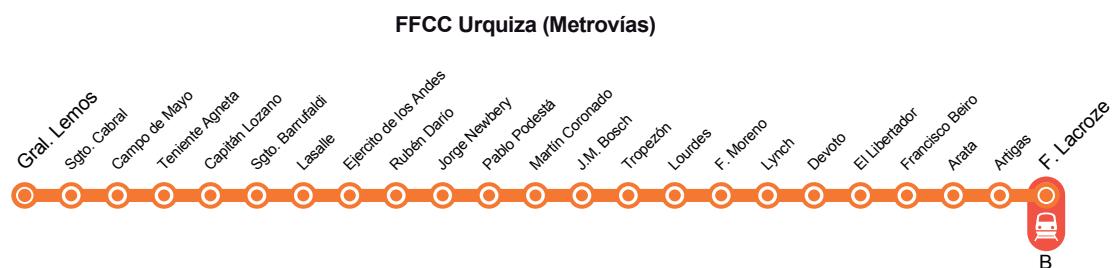 FFCC Urquiza (Metrovías)
Gral. Lemos
Sgto. Cabral
Campo de Mayo
Teniente Agneta
Capitán Lozano
Sgto. Barrufaldi
Lasalle
Ejercito de los Andes
Rubén Darío
Jorge Newbery
Pablo Podestá
Martín Coronado
J.M. Bosch
Tropezón
Lourdes
F. Moreno
Lynch
Devoto
El Libertador
Francisco Beiro
Arata
Artigas
F. Lacroze
B